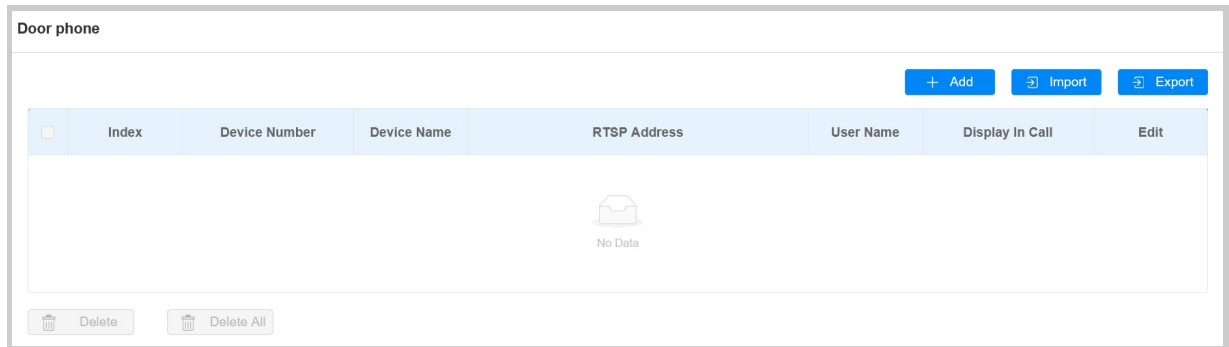 Door phone
+ Add Import Export
Index Device Number Device Name RTSP Address User Name Display In Call Edit
No Data
Delete Delete All